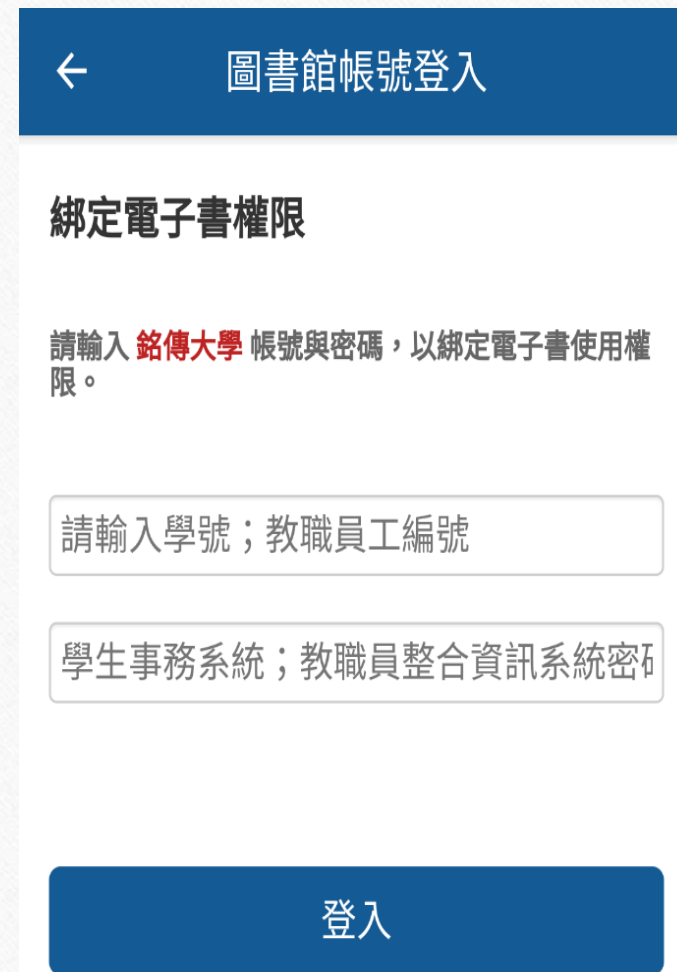 圖書館帳號登入
綁定電子書權限
請輸入 銘傳大學 帳號與密碼,以綁定電子書使用權
限。
請輸入學號;教職員工編號
學生事務系統;教職員整合資訊系統密
登入